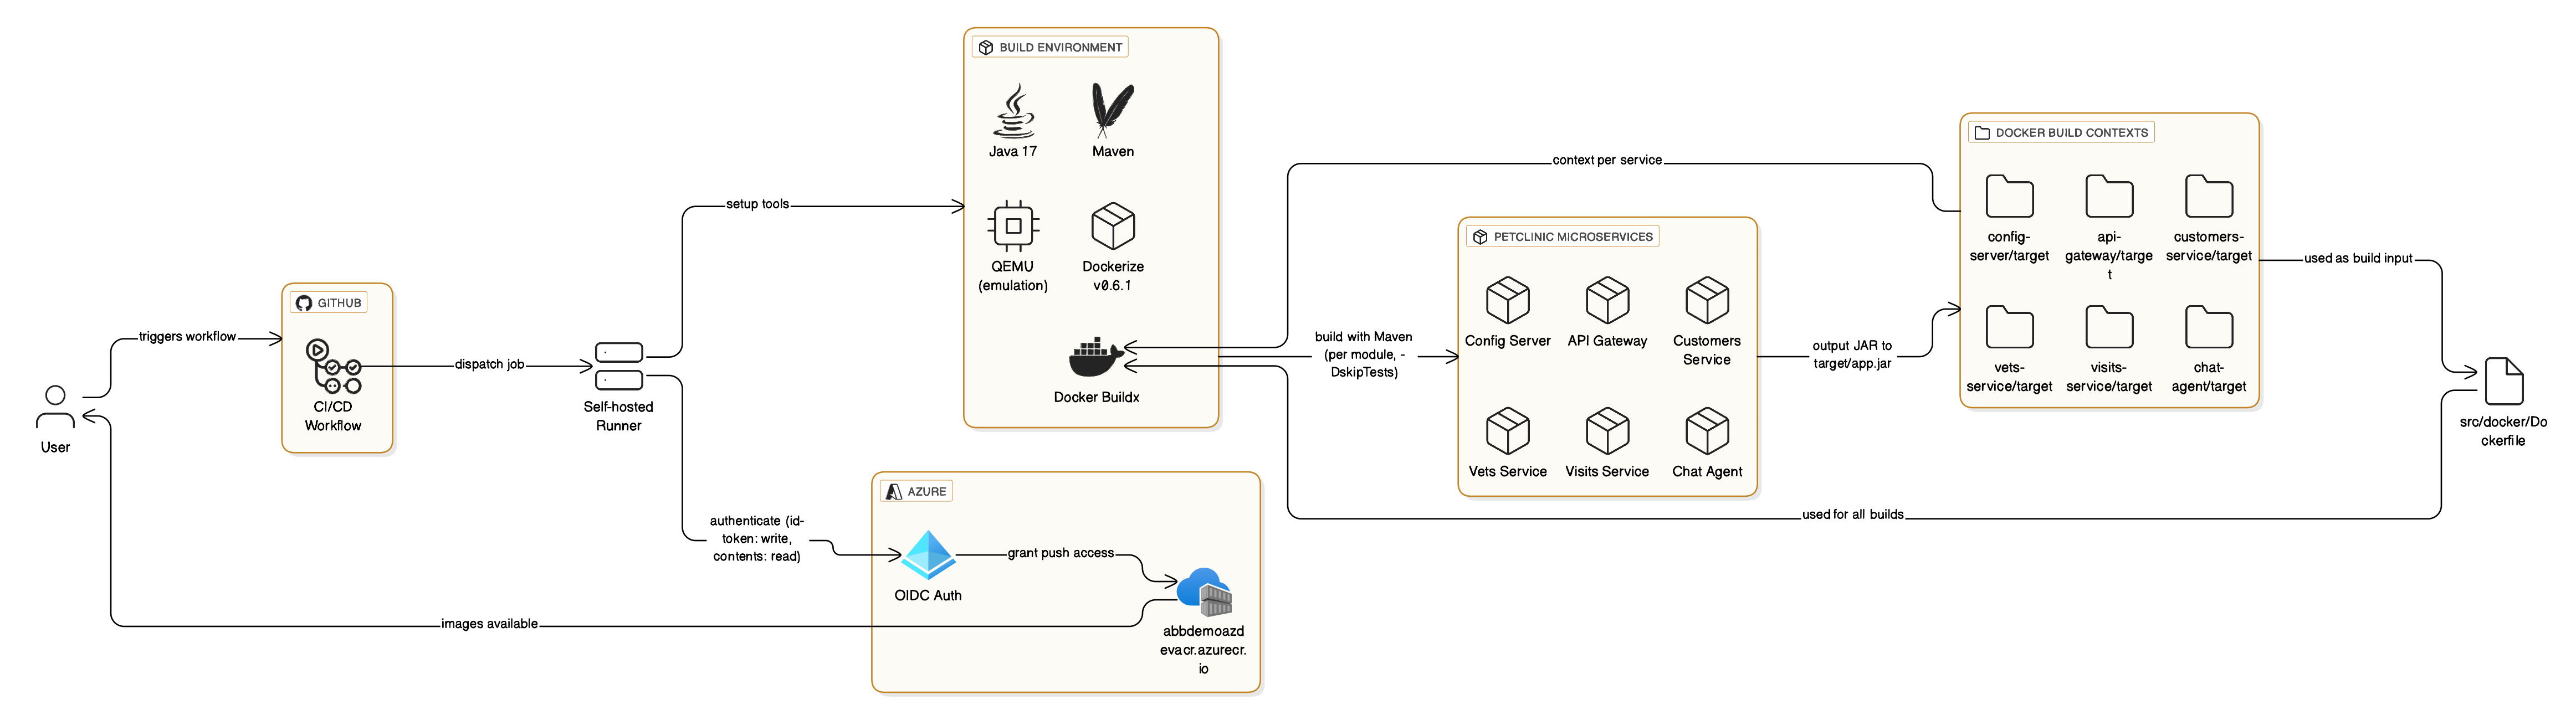 BUILD ENVIRONMENT
Java 17
Maven
QEMU
(emulation)
Dockerize
v0.6.1
Docker Buildx
DOCKER BUILD CONTEXTS
config-
server/target
api-
gateway/targe
t
customers-
service/target
vets-
service/target
visits-
service/target
chat-
agent/target
context per service
setup tools
PETCLINIC MICROSERVICES
Config Server
API Gateway
Customers
Service
Vets Service
Visits Service
Chat Agent
used as build input
GITHUB
CI/CD
Workflow
triggers workflow
dispatch job
build with Maven
(per module, -
DskipTests)
output JAR to
target/app.jar
User
Self-hosted
Runner
src/docker/Do
ckerfile
AZURE
authenticate (id-
token: write,
contents: read)
OIDC Auth
grant push access
used for all builds
images available
abbdemoazd
evacr.azurecr.
io